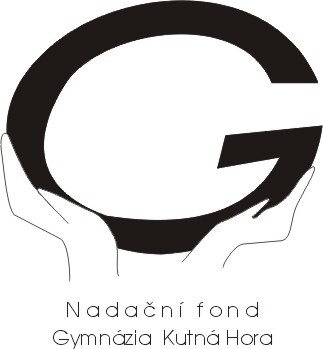 G
Nadační fond
Gymnázia Kutná Hora